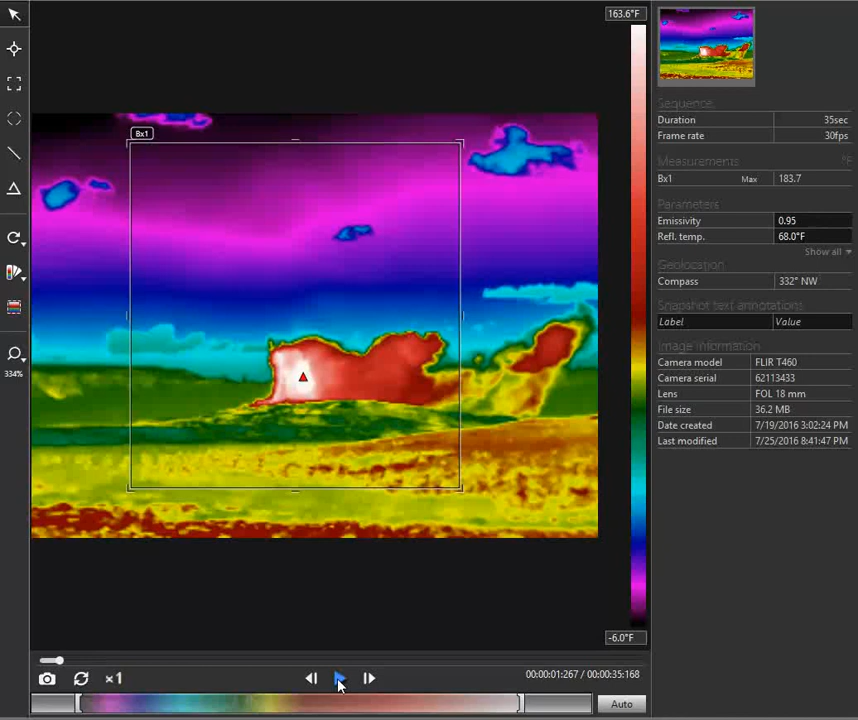 163.6°F
Bx1
-6.0°F
334%
×1
00:00:01:267 / 00:00:35:168
Auto
Sequence
Duration 35sec
Frame rate 30fps
Measurements °F
Bx1 Max 183.7
Parameters
Emissivity 0.95
Refl. temp. 68.0°F
Show all
Geolocation
Compass 332° NW
Snapshot text annotations
Label Value
Image information
Camera model FLIR T460
Camera serial 62113433
Lens FOL 18 mm
File size 36.2 MB
Date created 7/19/2016 3:02:24 PM
Last modified 7/25/2016 8:41:47 PM